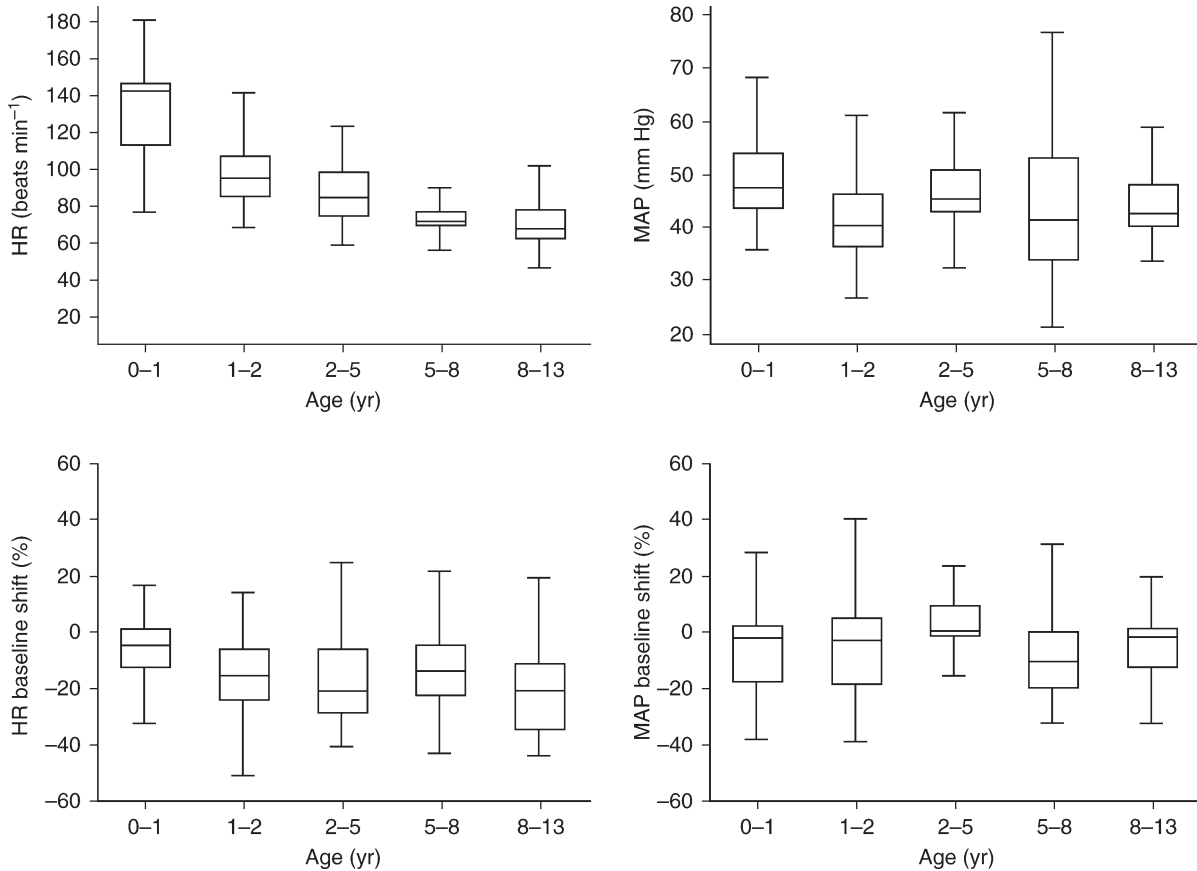 HR (beats min⁻¹)
180
160
140
120
100
80
60
40
20
0–1 1–2 2–5 5–8 8–13
Age (yr)
MAP (mm Hg)
80
70
60
50
40
30
20
0–1 1–2 2–5 5–8 8–13
Age (yr)
HR baseline shift (%)
60
40
20
0
–20
–40
–60
0–1 1–2 2–5 5–8 8–13
Age (yr)
MAP baseline shift (%)
60
40
20
0
–20
–40
–60
0–1 1–2 2–5 5–8 8–13
Age (yr)